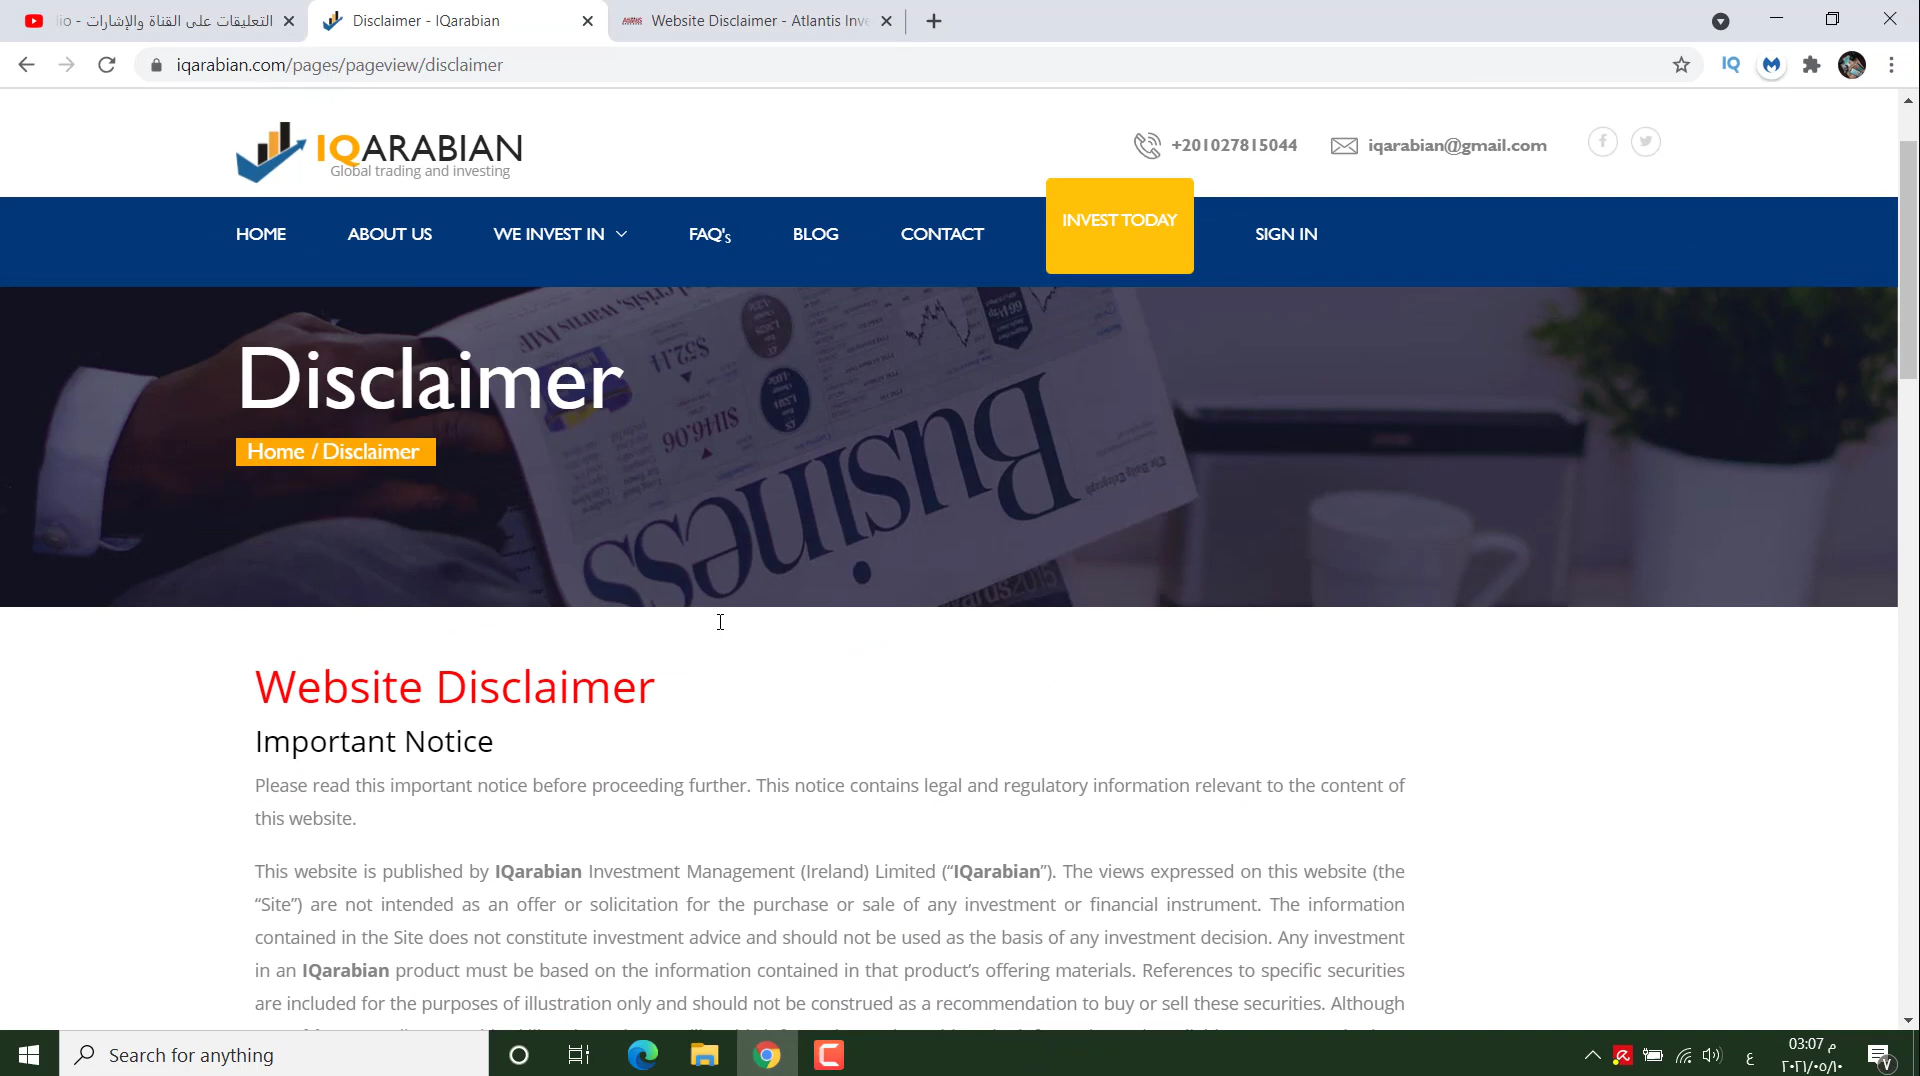 التعليقات على القناة والإشارات - lio
Disclaimer - IQarabian
Website Disclaimer - Atlantis Inve
iqarabian.com/pages/pageview/disclaimer
IQ
IQARABIAN
Global trading and investing
+201027815044
iqarabian@gmail.com
HOME
ABOUT US
WE INVEST IN
FAQ's
BLOG
CONTACT
INVEST TODAY
SIGN IN
Disclaimer
Home / Disclaimer
Business
Website Disclaimer
Important Notice
Please read this important notice before proceeding further. This notice contains legal and regulatory information relevant to the content of
this website.
This website is published by IQarabian Investment Management (Ireland) Limited (“IQarabian”). The views expressed on this website (the
“Site”) are not intended as an offer or solicitation for the purchase or sale of any investment or financial instrument. The information
contained in the Site does not constitute investment advice and should not be used as the basis of any investment decision. Any investment
in an IQarabian product must be based on the information contained in that product’s offering materials. References to specific securities
are included for the purposes of illustration only and should not be construed as a recommendation to buy or sell these securities. Although
Search for anything
ع
03:07 م
٢٠٢١/٠٥/١٠